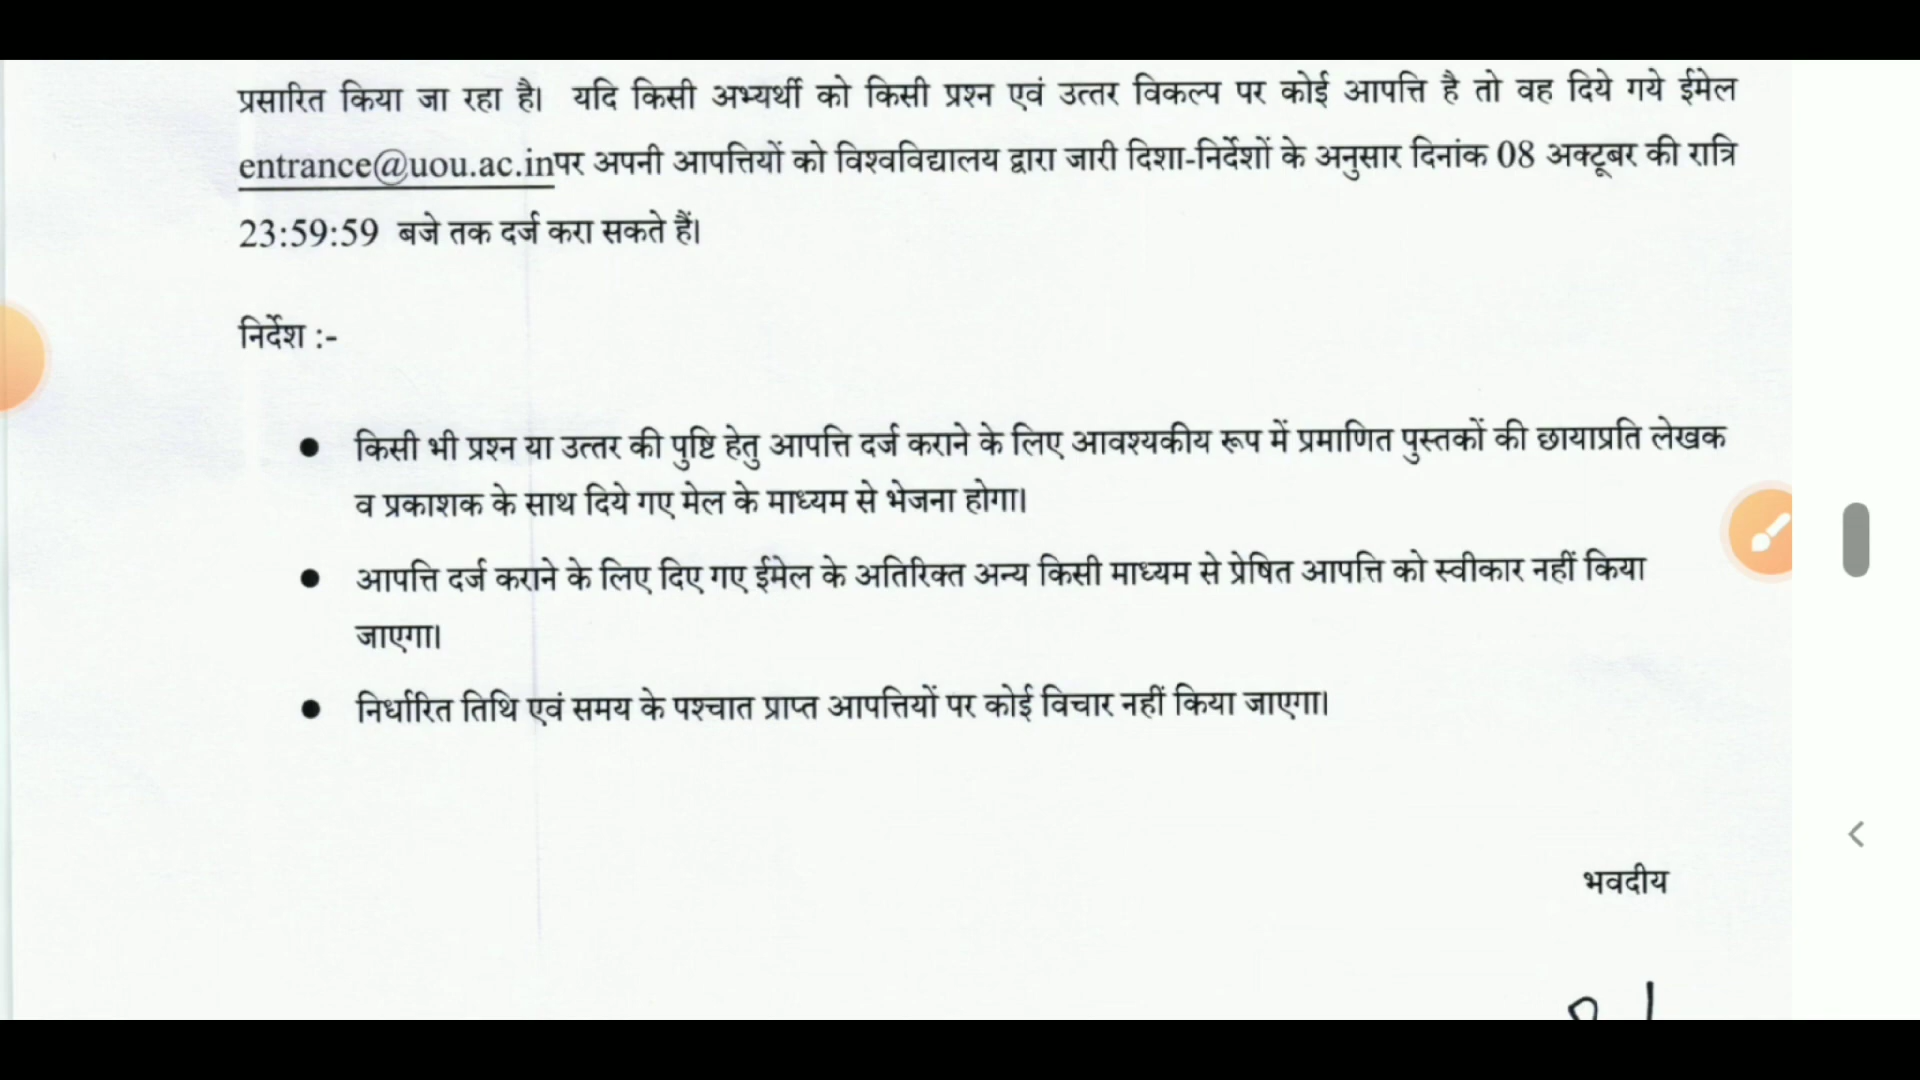 प्रसारित किया जा रहा है। यदि किसी अभ्यर्थी को किसी प्रश्न एवं उत्तर विकल्प पर कोई आपत्ति है तो वह दिये गये ईमेल
entrance@uou.ac.inपर अपनी आपत्तियों को विश्वविद्यालय द्वारा जारी दिशा-निर्देशों के अनुसार दिनांक 08 अक्टूबर की रात्रि
23:59:59 बजे तक दर्ज करा सकते हैं।
निर्देश :-
● किसी भी प्रश्न या उत्तर की पुष्टि हेतु आपत्ति दर्ज कराने के लिए आवश्यकीय रूप में प्रमाणित पुस्तकों की छायाप्रति लेखक
व प्रकाशक के साथ दिये गए मेल के माध्यम से भेजना होगा।
● आपत्ति दर्ज कराने के लिए दिए गए ईमेल के अतिरिक्त अन्य किसी माध्यम से प्रेषित आपत्ति को स्वीकार नहीं किया
जाएगा।
● निर्धारित तिथि एवं समय के पश्चात प्राप्त आपत्तियों पर कोई विचार नहीं किया जाएगा।
भवदीय